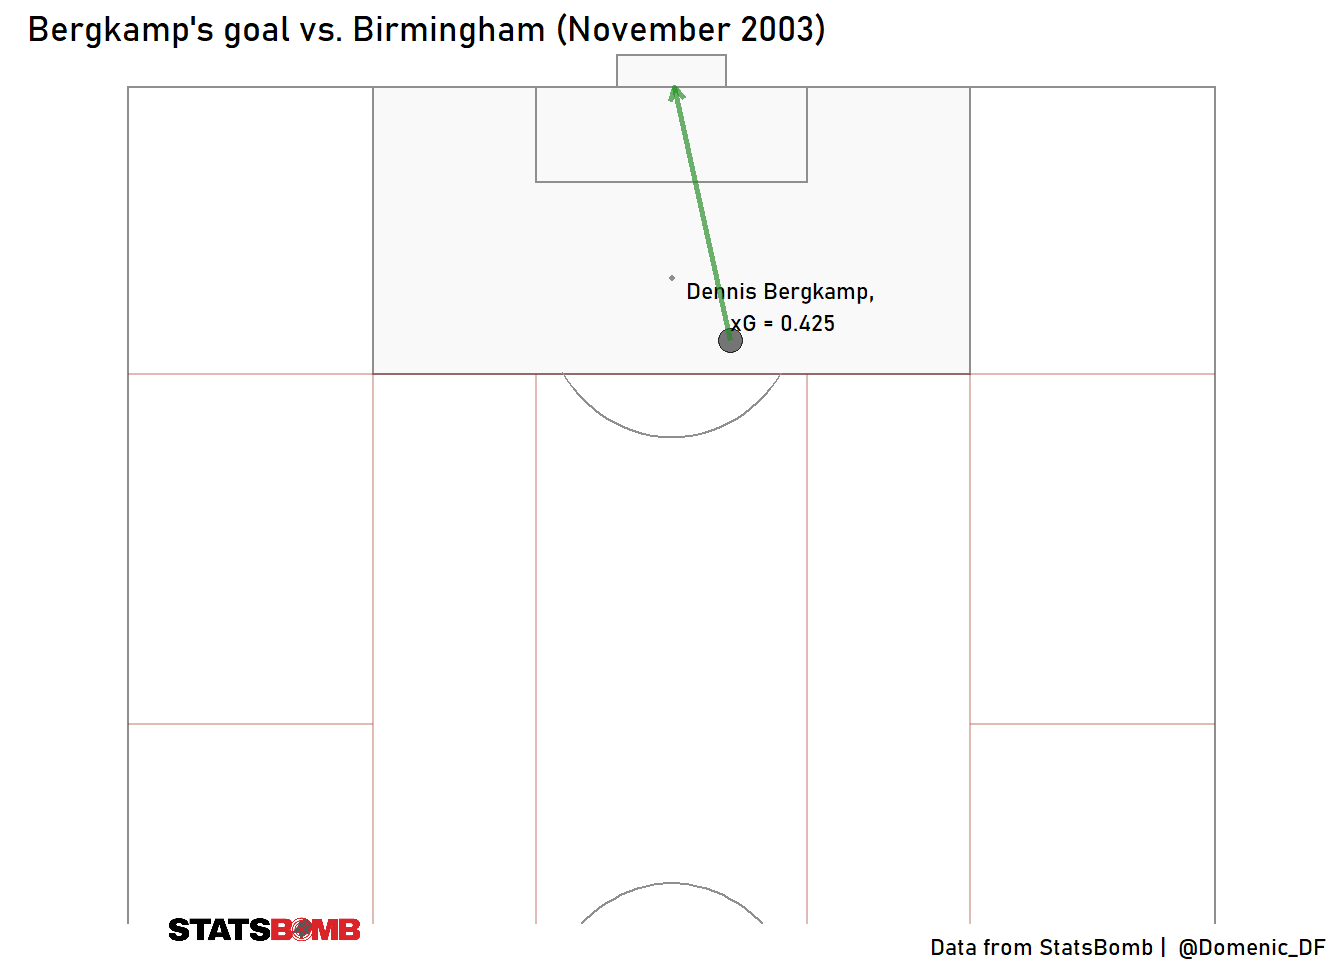 Bergkamp's goal vs. Birmingham (November 2003)
Dennis Bergkamp,
xG = 0.425
STATSBOMB
Data from StatsBomb | @Domenic_DF